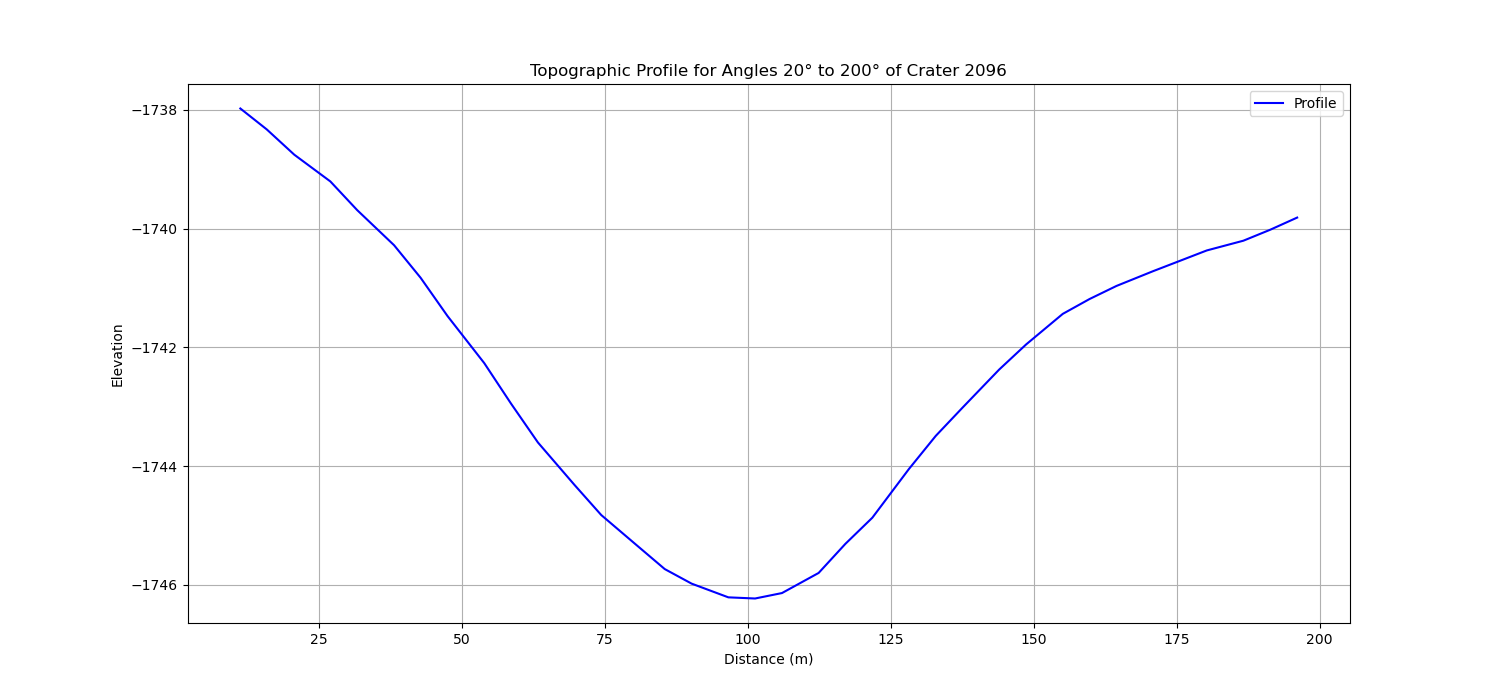 Topographic Profile for Angles 20° to 200° of Crater 2096
Profile
−1738
−1740
−1742
−1744
−1746
Elevation
25 50 75 100 125 150 175 200
Distance (m)